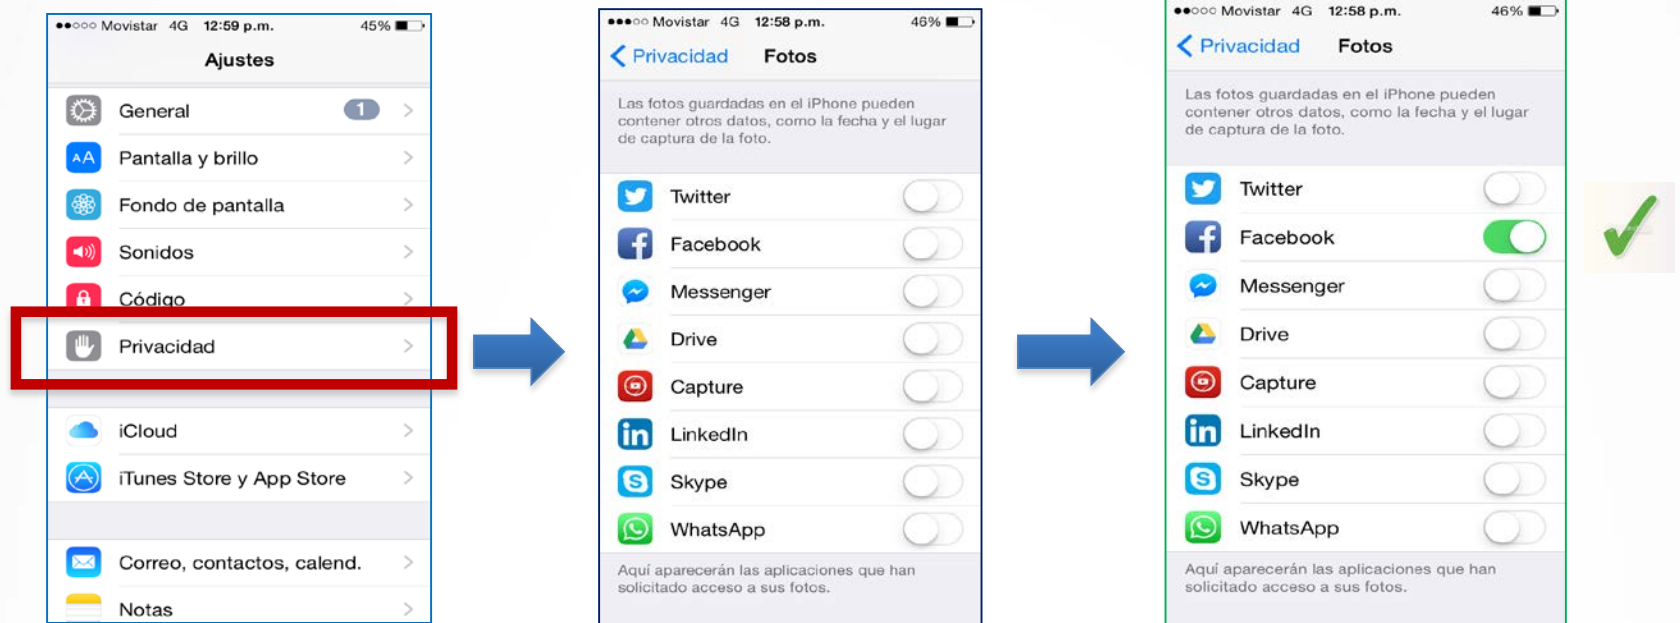 Movistar 4G 12:59 p.m. 45%
Ajustes
General 1
AA Pantalla y brillo
Fondo de pantalla
Sonidos
Código
Privacidad
iCloud
iTunes Store y App Store
Correo, contactos, calend.
Notas
Movistar 4G 12:58 p.m. 46%
Privacidad Fotos
Las fotos guardadas en el iPhone pueden
contener otros datos, como la fecha y el lugar
de captura de la foto.
Twitter
f Facebook
Messenger
Drive
Capture
in LinkedIn
S Skype
WhatsApp
Aquí aparecerán las aplicaciones que han
solicitado acceso a sus fotos.
Movistar 4G 12:58 p.m. 46%
Privacidad Fotos
Las fotos guardadas en el iPhone pueden
contener otros datos, como la fecha y el lugar
de captura de la foto.
Twitter
f Facebook
Messenger
Drive
Capture
in LinkedIn
S Skype
WhatsApp
Aquí aparecerán las aplicaciones que han
solicitado acceso a sus fotos.